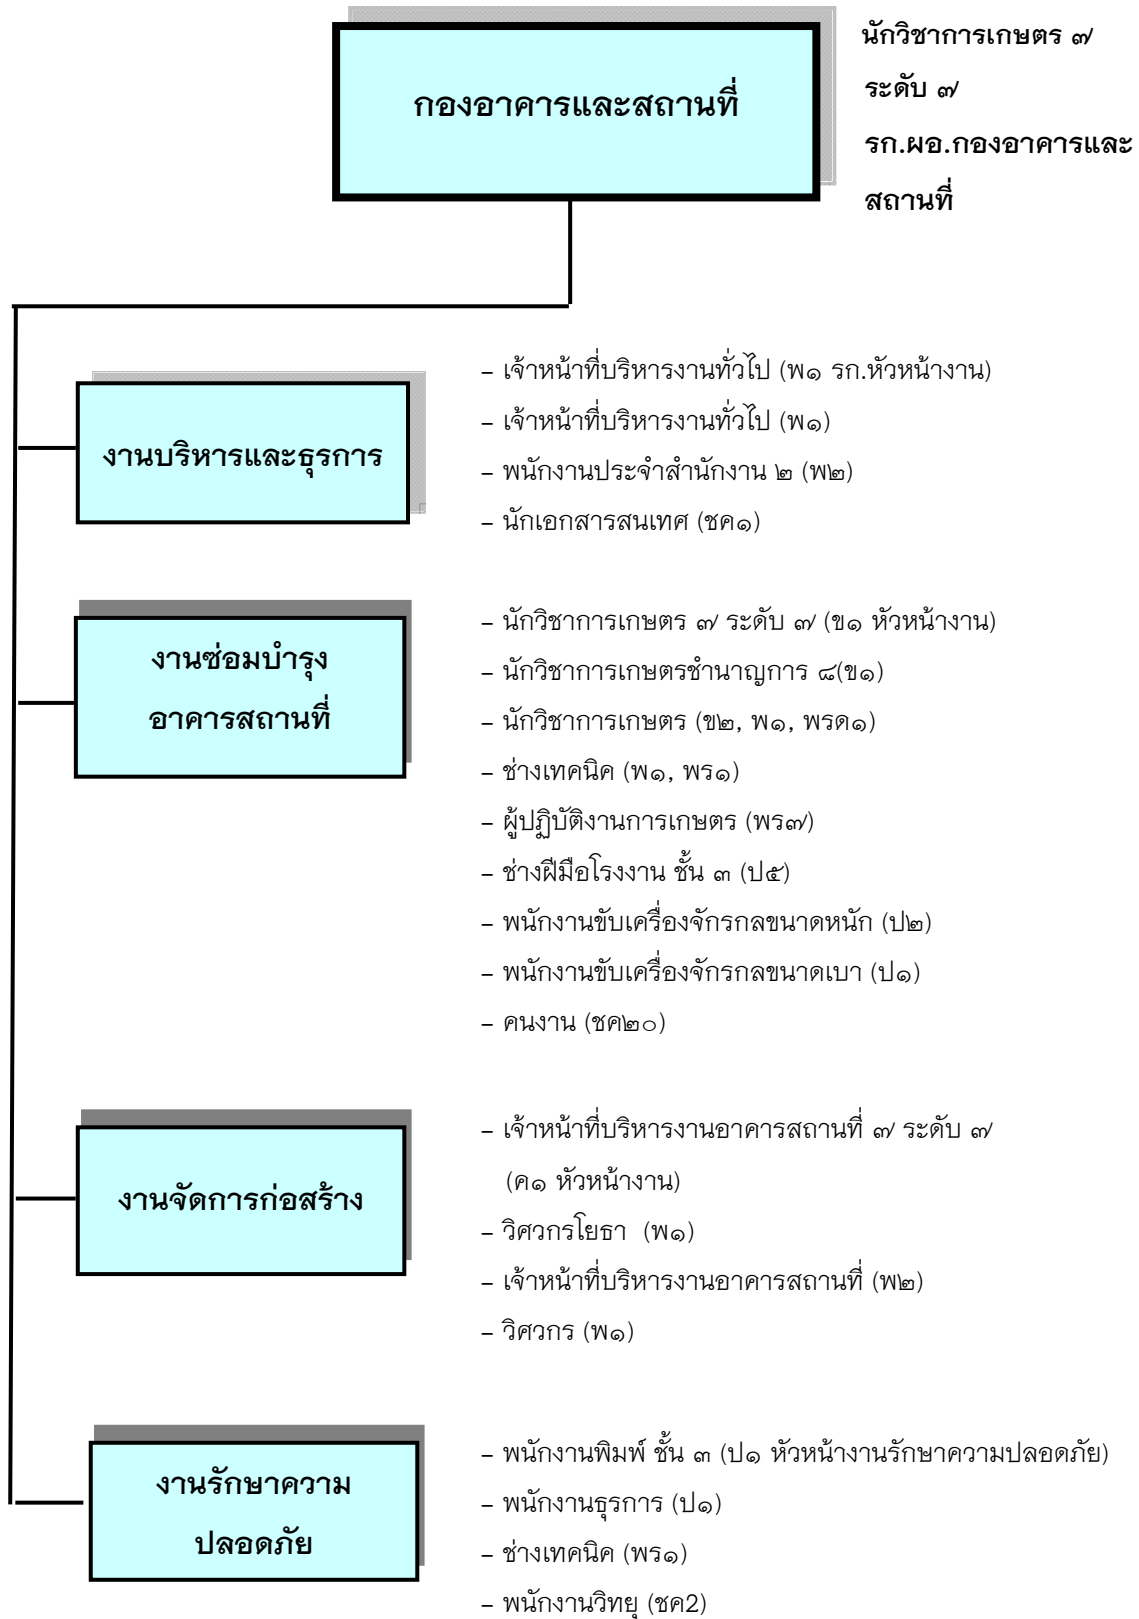 กองอาคารและสถานที่
นักวิชาการเกษตร ๗
ระดับ ๗
รก.ผอ.กองอาคารและ
สถานที่
งานบริหารและธุรการ
– เจ้าหน้าที่บริหารงานทั่วไป (พ๑ รก.หัวหน้างาน)
– เจ้าหน้าที่บริหารงานทั่วไป (พ๑)
– พนักงานประจำสำนักงาน ๒ (พ๒)
– นักเอกสารสนเทศ (ชค๑)
งานซ่อมบำรุง
อาคารสถานที่
– นักวิชาการเกษตร ๗ ระดับ ๗ (ข๑ หัวหน้างาน)
– นักวิชาการเกษตรชำนาญการ ๘(ข๑)
– นักวิชาการเกษตร (ข๒, พ๑, พรด๑)
– ช่างเทคนิค (พ๑, พร๑)
– ผู้ปฏิบัติงานการเกษตร (พร๗)
– ช่างฝีมือโรงงาน ชั้น ๓ (ป๕)
– พนักงานขับเครื่องจักรกลขนาดหนัก (ป๒)
– พนักงานขับเครื่องจักรกลขนาดเบา (ป๑)
– คนงาน (ชค๒๐)
งานจัดการก่อสร้าง
– เจ้าหน้าที่บริหารงานอาคารสถานที่ ๗ ระดับ ๗
(ค๑ หัวหน้างาน)
– วิศวกรโยธา (พ๑)
– เจ้าหน้าที่บริหารงานอาคารสถานที่ (พ๒)
– วิศวกร (พ๑)
งานรักษาความ
ปลอดภัย
– พนักงานพิมพ์ ชั้น ๓ (ป๑ หัวหน้างานรักษาความปลอดภัย)
– พนักงานธุรการ (ป๑)
– ช่างเทคนิค (พร๑)
– พนักงานวิทยุ (ชค2)